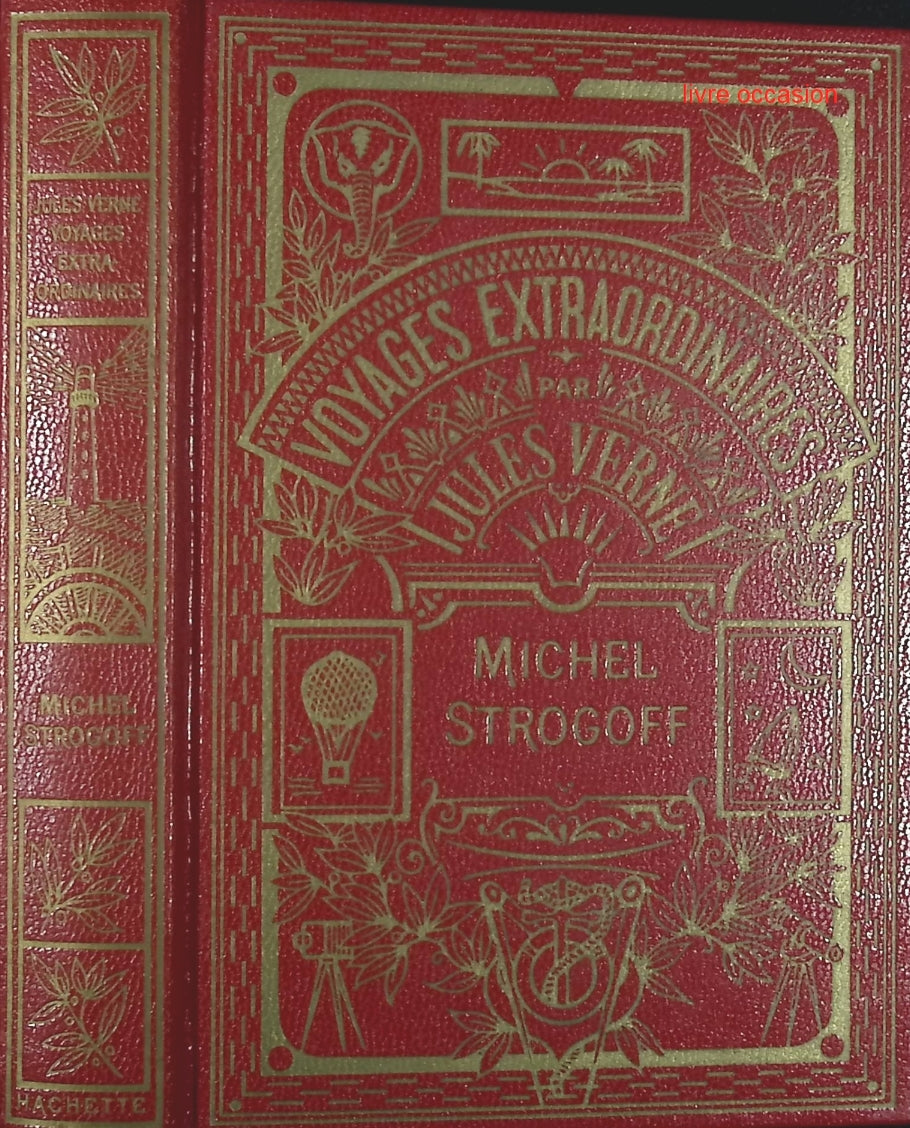 JULES VERNE
VOYAGES
EXTRA
ORDINAIRES
MICHEL
STROGOFF
HACHETTE
livre occasion
VOYAGES EXTRAORDINAIRES
PAR
JULES VERNE
MICHEL
STROGOFF